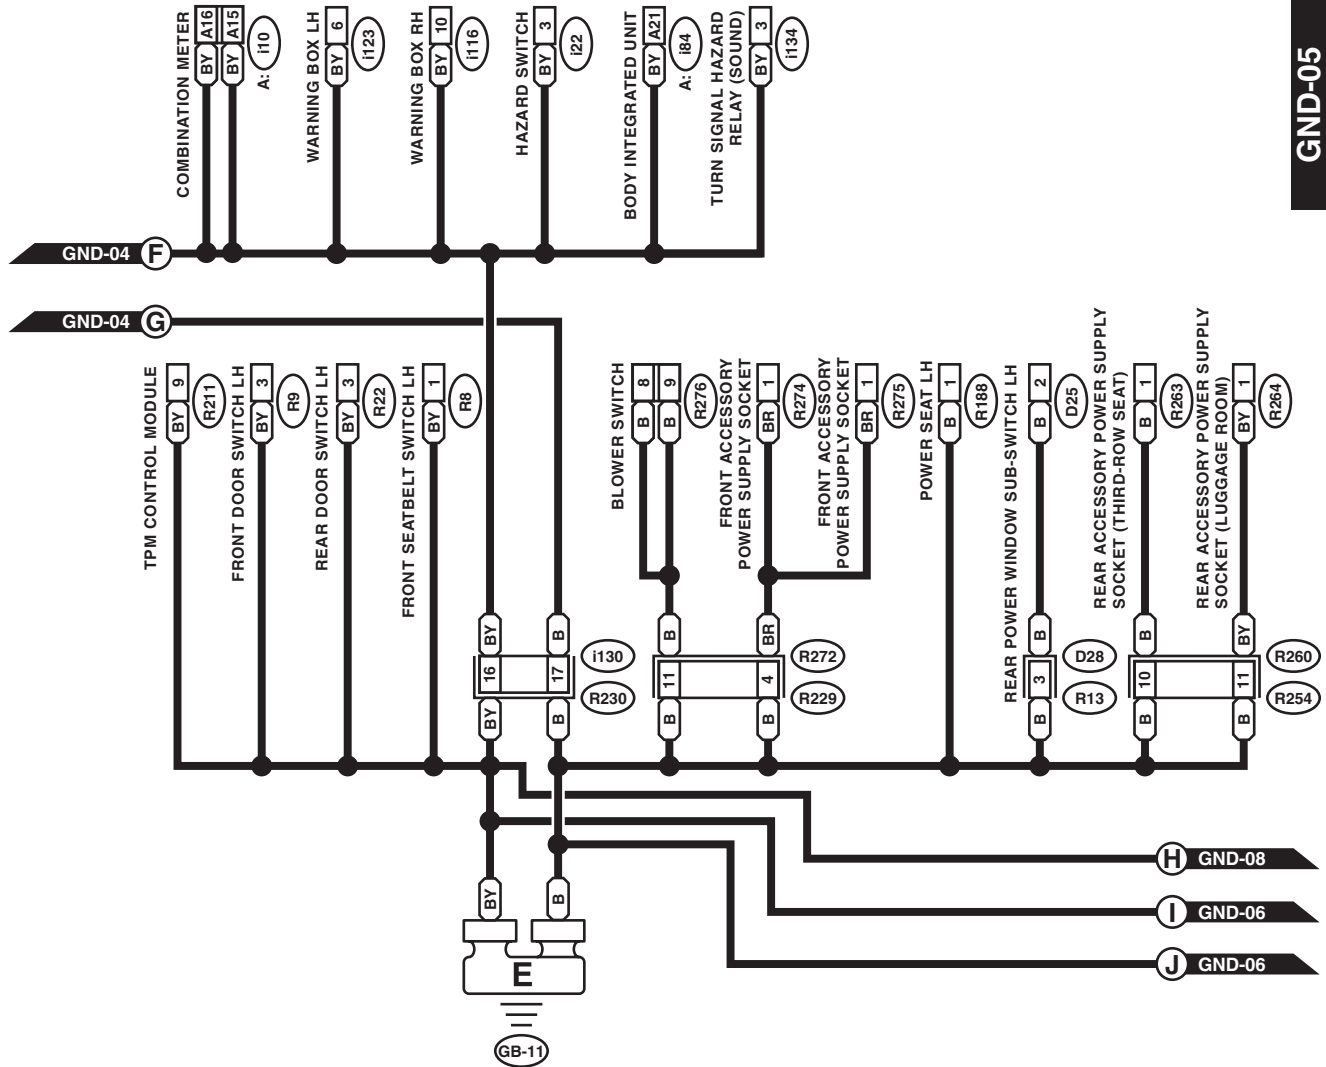 GND-05
COMBINATION METER
A16
A15
BY
BY
A: i10
WARNING BOX LH
6
BY
i123
WARNING BOX RH
10
BY
i116
HAZARD SWITCH
3
BY
i22
BODY INTEGRATED UNIT
A21
BY
A: i84
TURN SIGNAL HAZARD
RELAY (SOUND)
3
BY
i134
GND-04 F
GND-04 G
TPM CONTROL MODULE
9
BY
R211
FRONT DOOR SWITCH LH
3
BY
R9
REAR DOOR SWITCH LH
3
BY
R22
FRONT SEATBELT SWITCH LH
1
BY
R8
BLOWER SWITCH
8
9
B
B
R276
FRONT ACCESSORY
POWER SUPPLY SOCKET
1
BR
R274
FRONT ACCESSORY
POWER SUPPLY SOCKET
1
BR
R275
POWER SEAT LH
1
B
R188
REAR POWER WINDOW SUB-SWITCH LH
2
B
D25
REAR ACCESSORY POWER SUPPLY
SOCKET (THIRD-ROW SEAT)
1
B
R263
REAR ACCESSORY POWER SUPPLY
SOCKET (LUGGAGE ROOM)
1
BY
R264
BY
B
16
17
i130
R230
BY
B
B
BR
11
4
R272
R229
B
B
B
3
D28
R13
B
B
BY
10
11
R260
R254
B
B
H GND-08
I GND-06
J GND-06
BY
B
E
GB-11